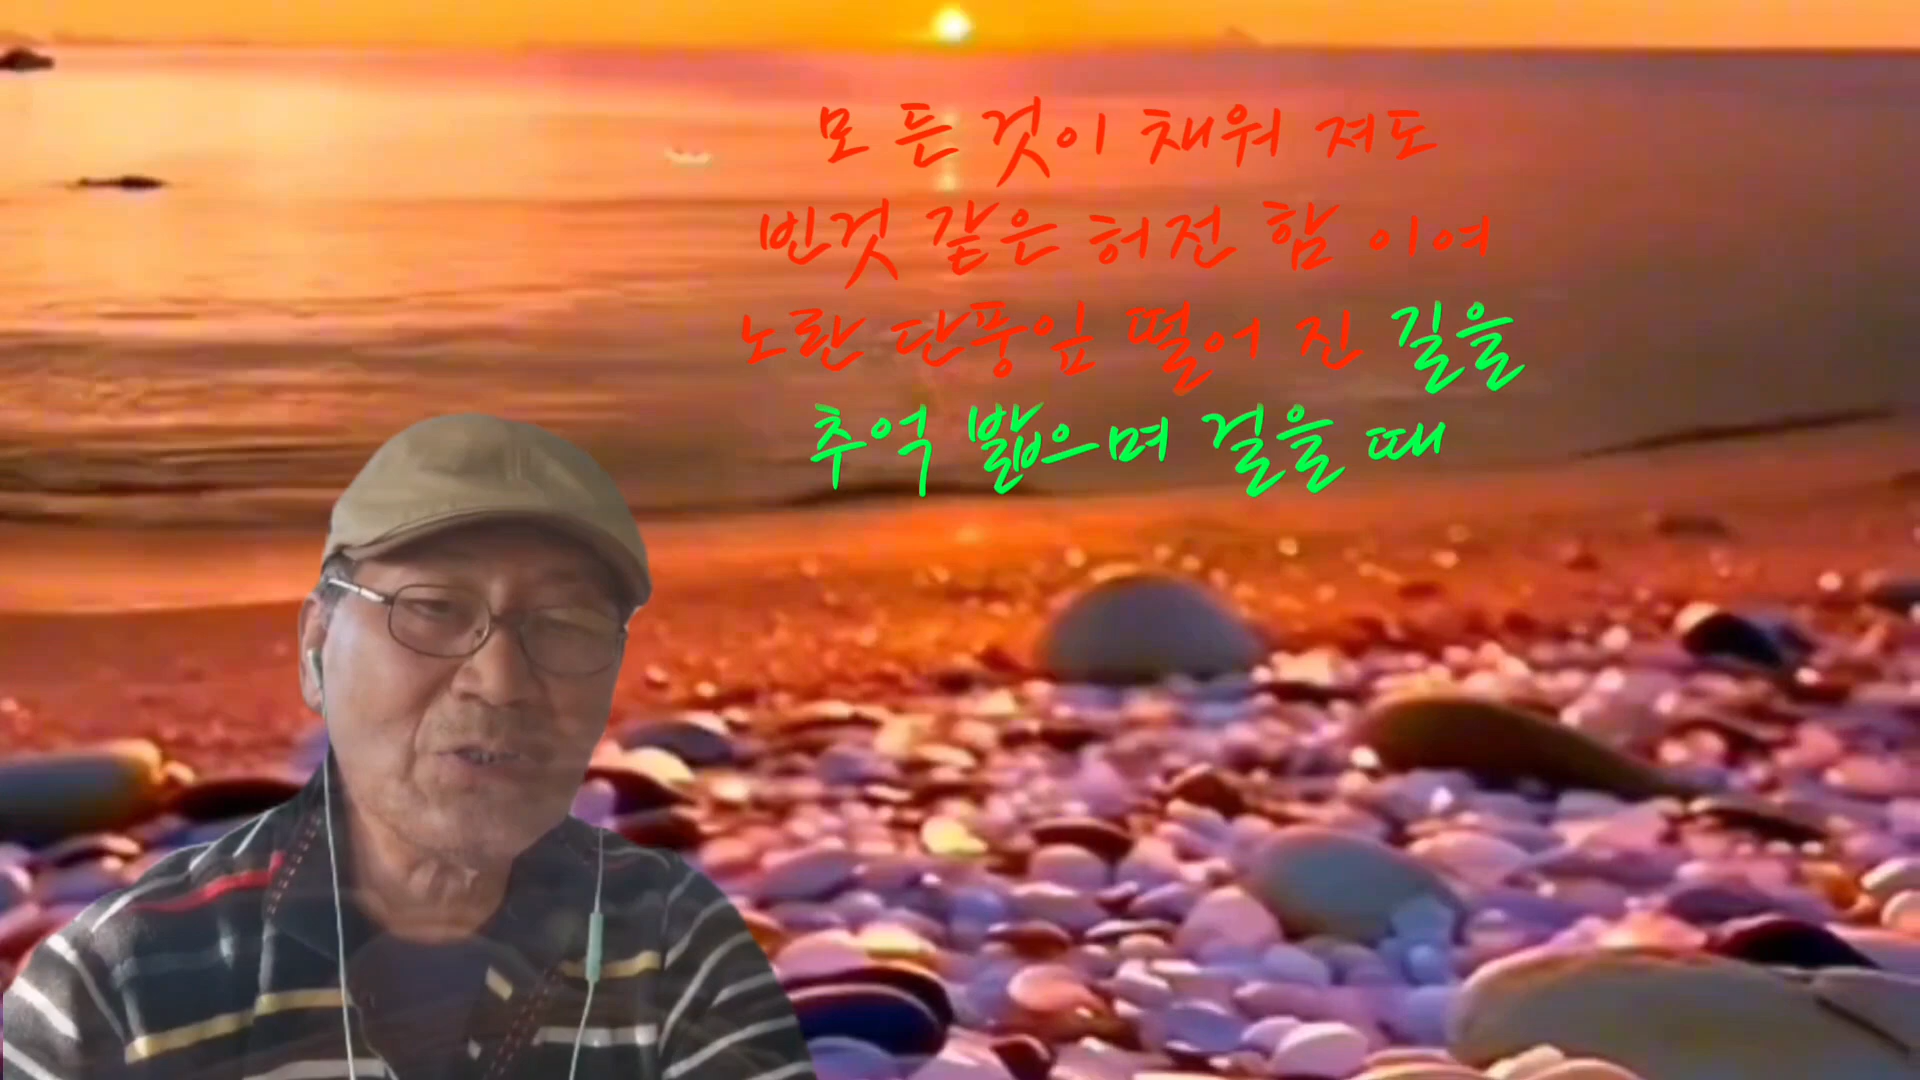 모 든 것이 채워 져도
빈것 같은 허전 함 이여
노란 단풍잎 떨어 진 길을
추억 밟으며 걸을 때